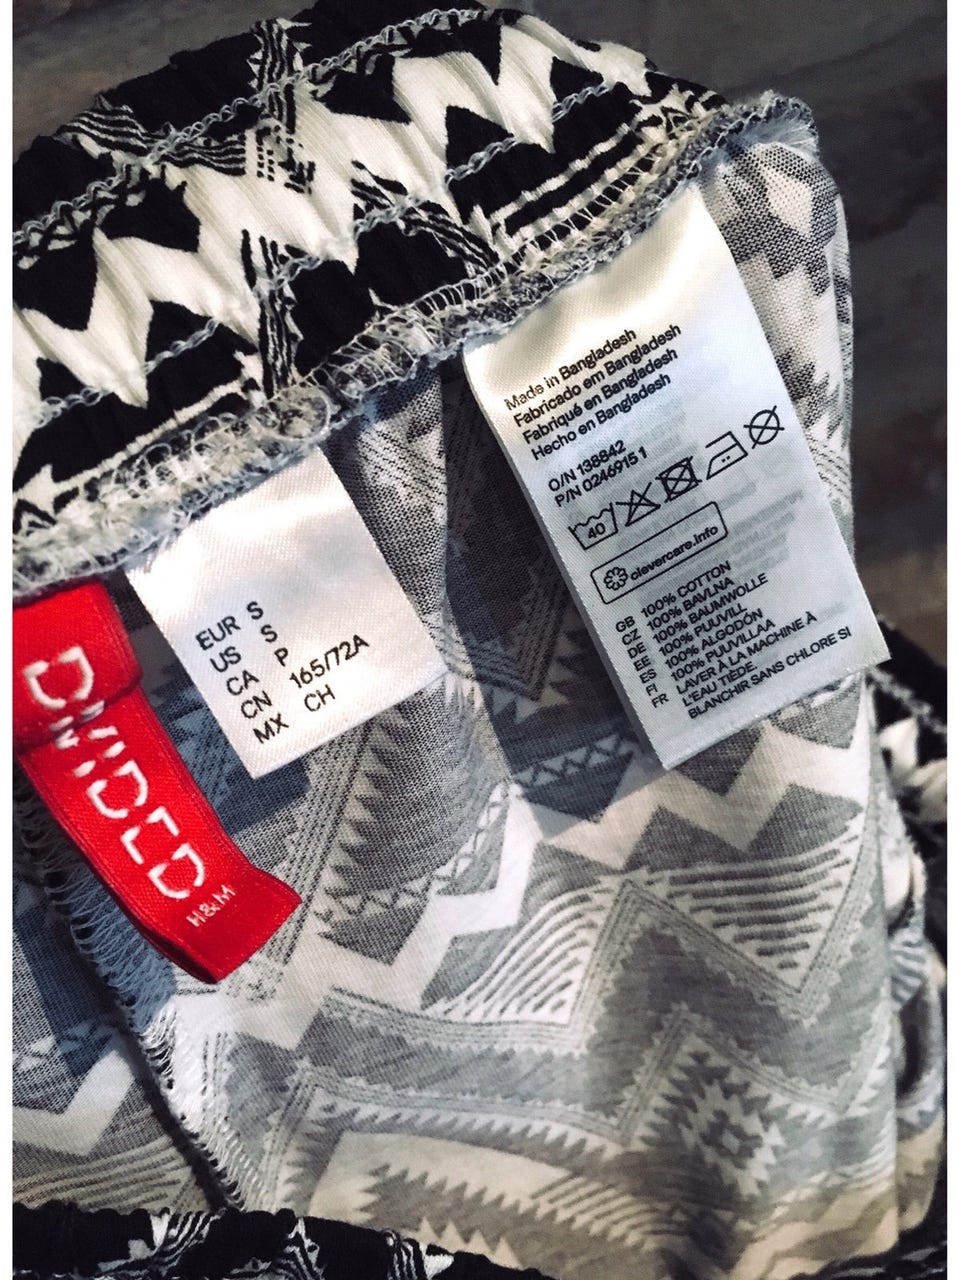 DIVIDED
H&M
EUR S
US S
CA P
CN 165/72A
MX CH
Made in Bangladesh
Fabricado em Bangladesh
Fabriqué en Bangladesh
Hecho en Bangladesh
O/N 138842
P/N 0246915 1
40
clevercare.info
GB 100% COTTON
CZ 100% BAVLNA
DE 100% BAUMWOLLE
EE 100% PUUVILL
ES 100% ALGODÓN
FI 100% PUUVILLAA
FR LAVER À LA MACHINE À
L'EAU TIÈDE.
BLANCHIR SANS CHLORE SI